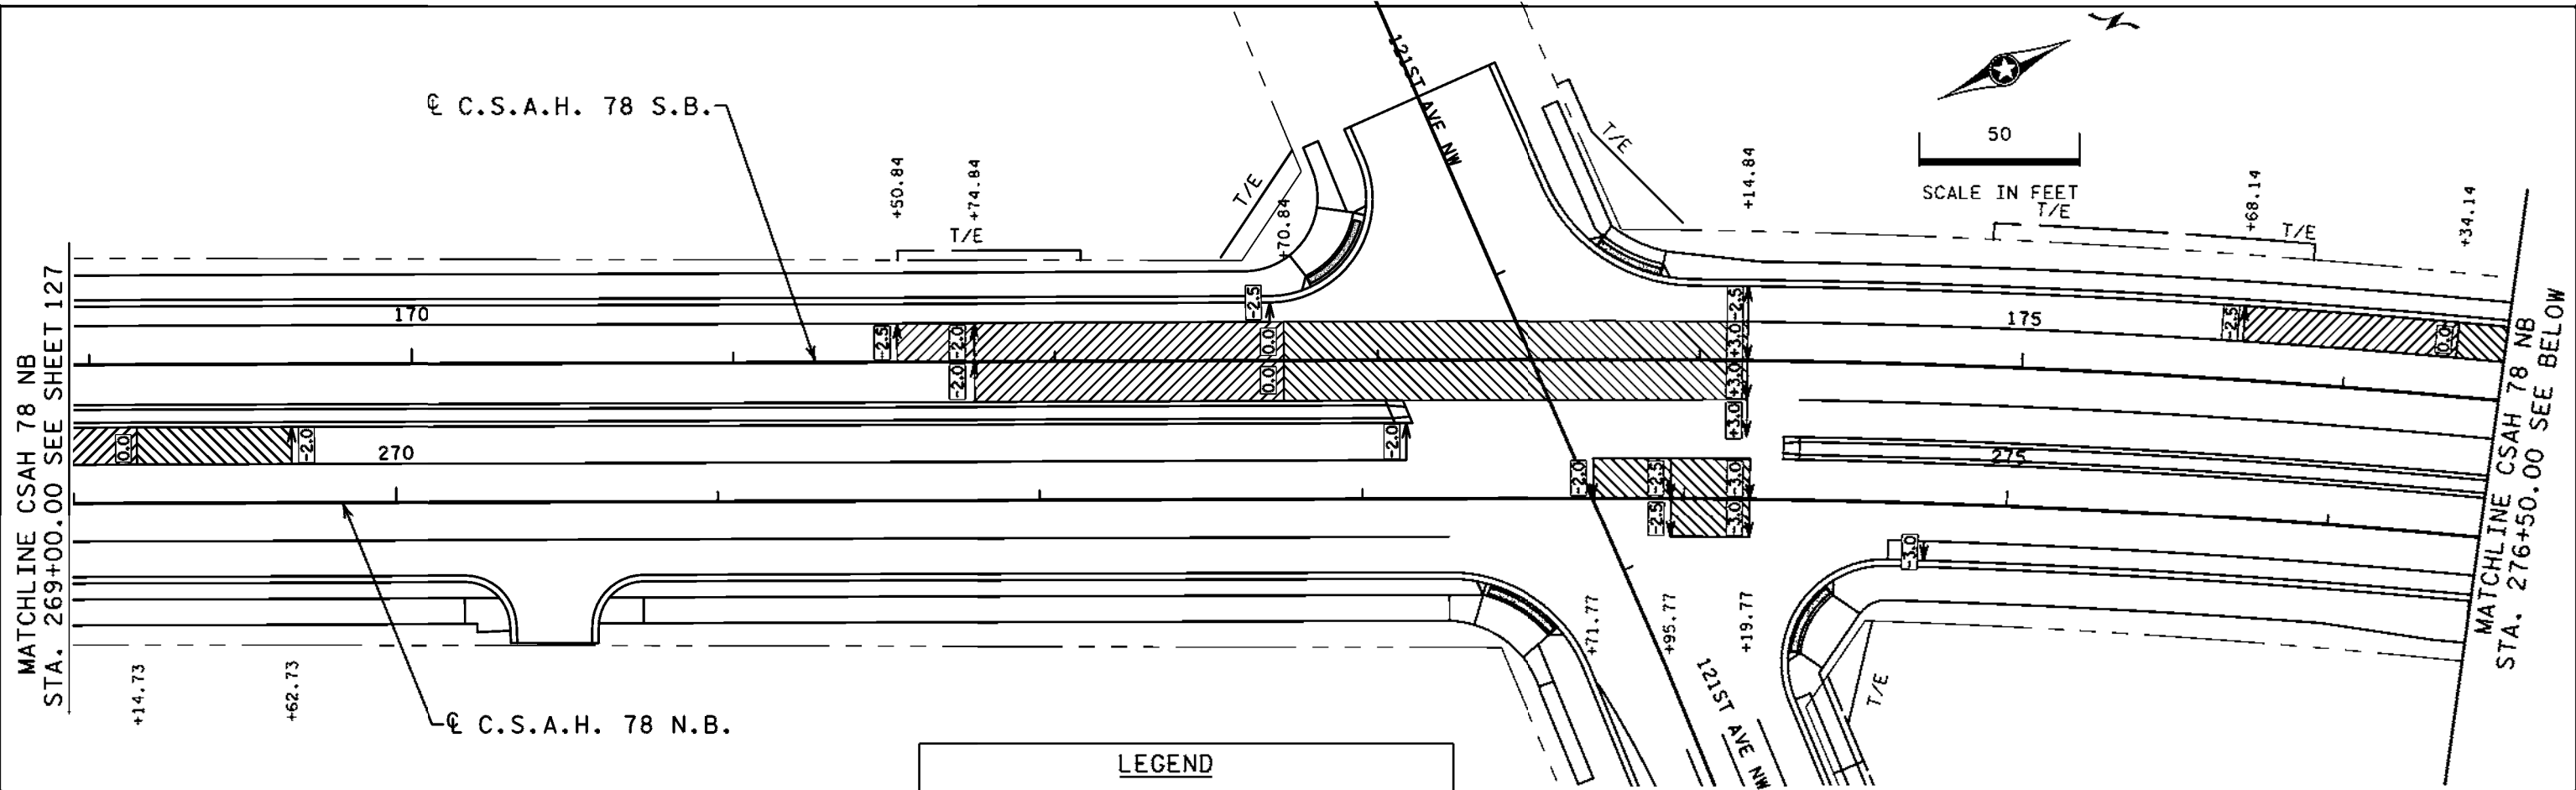 MATCHLINE CSAH 78 NB
STA. 269+00.00 SEE SHEET 127
℄ C.S.A.H. 78 S.B.
℄ C.S.A.H. 78 N.B.
+50.84
+74.84
T/E
T/E
+70.84
121ST AVE NW
T/E
+14.84
50
SCALE IN FEET
T/E
+68.14
T/E
+34.14
170
-2.5
-2.0
-2.5
0.0
-2.5
+3.0
175
-2.5
0.0
-2.0
0.0
+3.0
+3.0
0.0
-2.0
270
-2.0
-2.0
-2.5
-3.0
275
-2.5
-3.0
-3.0
+14.73
+62.73
+71.77
+95.77
+19.77
121ST AVE NW
T/E
MATCHLINE CSAH 78 NB
STA. 276+50.00 SEE BELOW
LEGEND